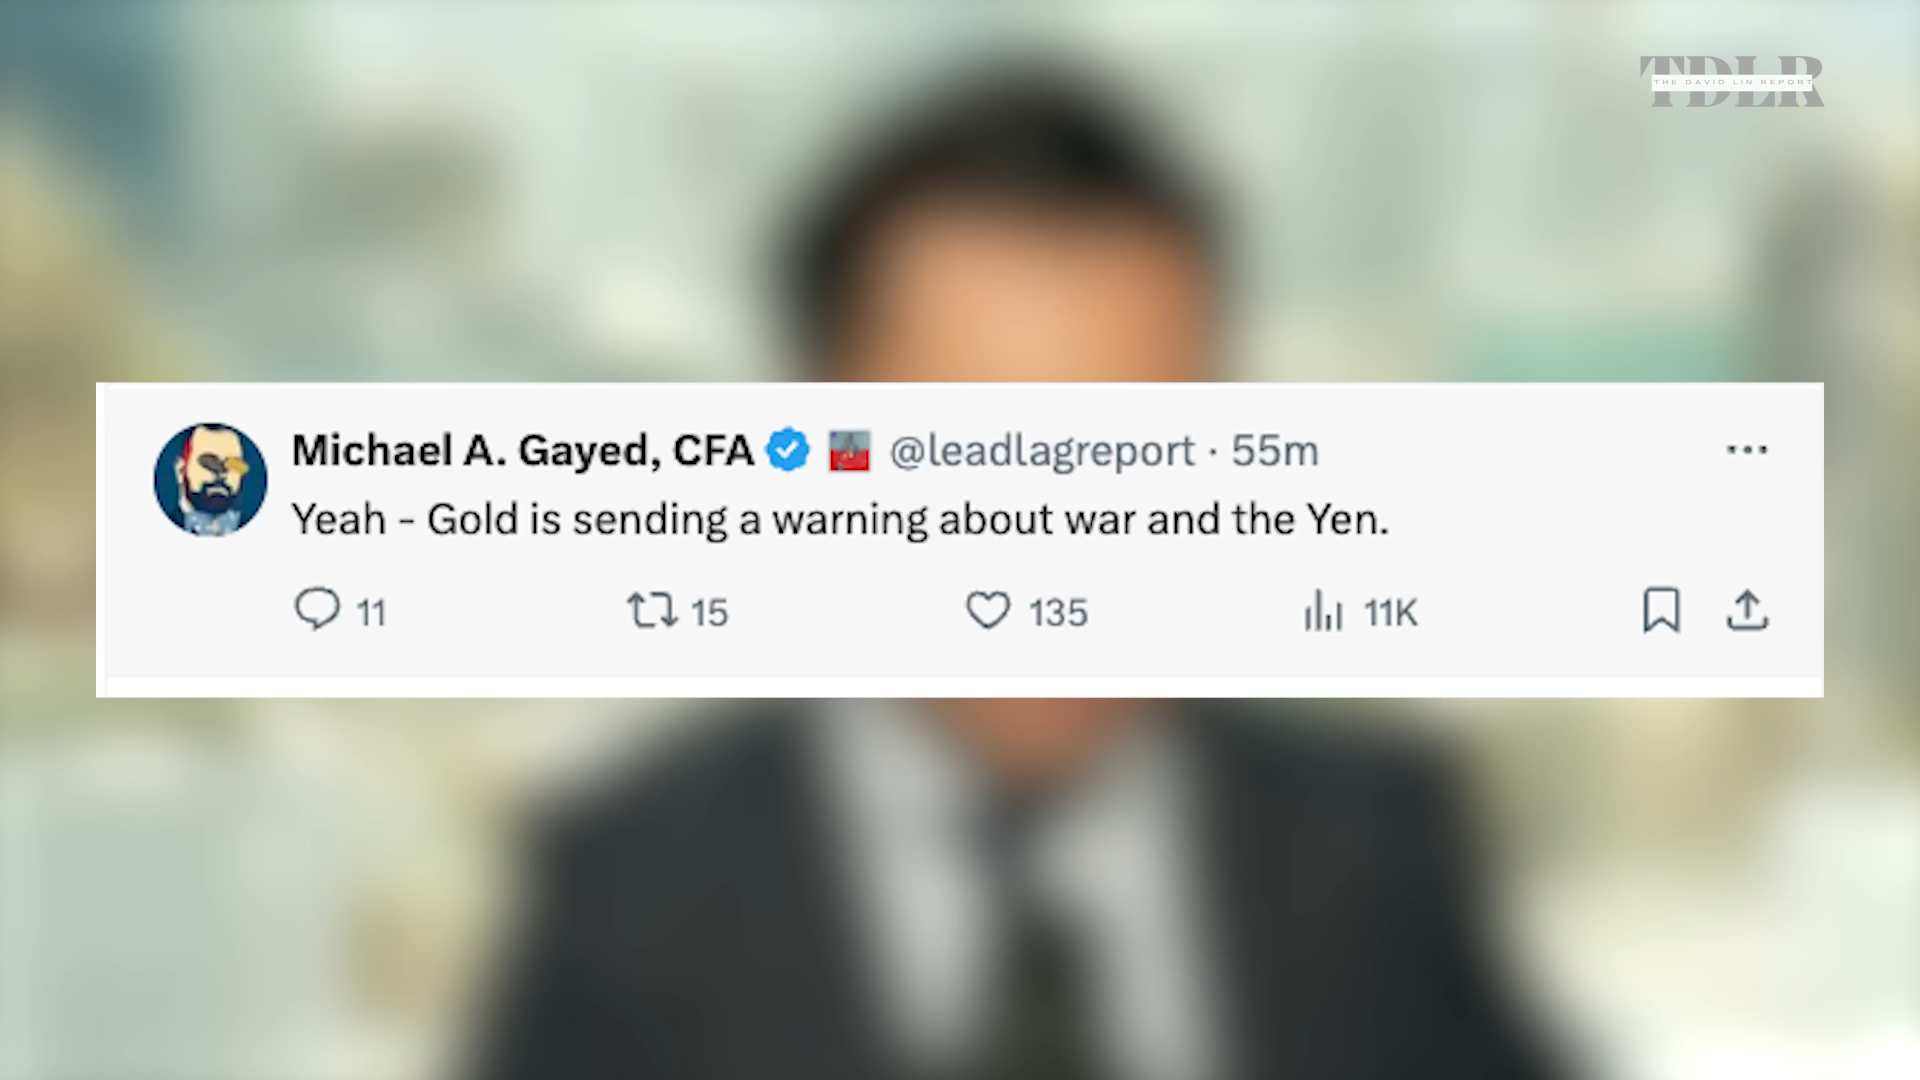 TDLR
THE DAVID LIN REPORT
Michael A. Gayed, CFA @leadlagreport · 55m
Yeah - Gold is sending a warning about war and the Yen.
11 15 135 11K